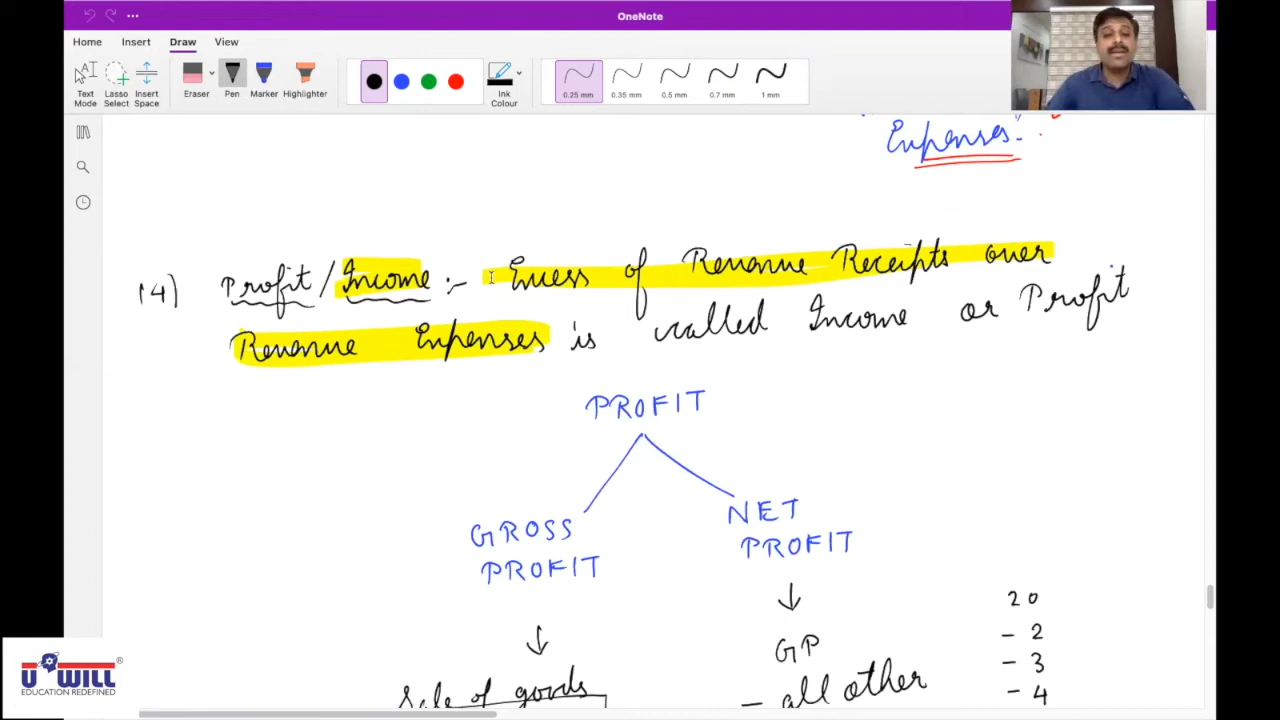 OneNote
Home Insert Draw View
Text Mode
Lasso Select
Insert Space
Eraser
Pen
Marker
Highlighter
Ink Colour
0.25 mm 0.35 mm 0.5 mm 0.7 mm 1 mm
Expenses".
14) Profit / Income :- Excess of Revenue Receipts over
Revenue Expenses is called Income or Profit
PROFIT
GROSS PROFIT
NET PROFIT
↓
↓
GP
- all other
Sale of goods
20
- 2
- 3
- 4
U WILL ®
EDUCATION REDEFINED